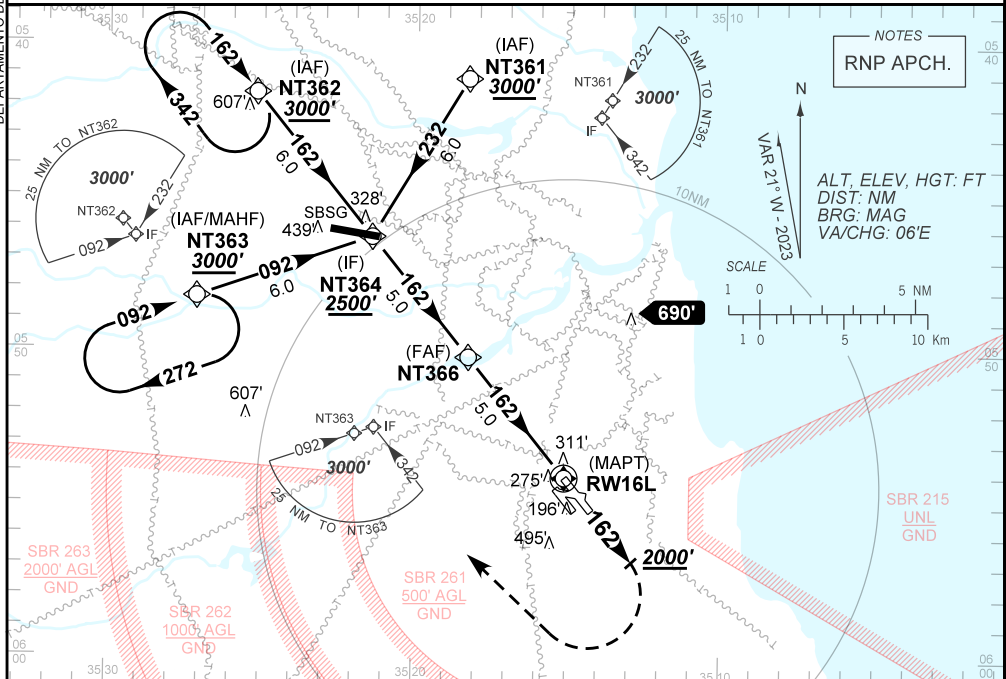 35 30
35 20
35 10
05
40
05
40
NOTES
RNP APCH.
(IAF)
NT362
3000'
607'
162
342
162
6.0
(IAF)
NT361
3000'
232
6.0
NT361
IF
232
342
3000'
25 NM TO NT361
N
VAR 21° W - 2023
ALT, ELEV, HGT: FT
DIST: NM
BRG: MAG
VA/CHG: 06'E
25 NM TO NT362
3000'
NT362
IF
232
092
10NM
328'
SBSG
439'
(IAF/MAHF)
NT363
3000'
092
6.0
092
272
(IF)
NT364
2500'
162
5.0
SCALE
1 0 5 NM
1 0 5 10 Km
690'
05
50
05
50
(FAF)
NT366
162
5.0
607'
NT363
IF
092
342
3000'
25 NM TO NT363
311'
275'
(MAPT)
RW16L
196'
495'
162
2000'
SBR 215
UNL
GND
SBR 263
2000' AGL
GND
SBR 262
1000' AGL
GND
SBR 261
500' AGL
GND
06
00
06
00
35 30
35 20
35 10